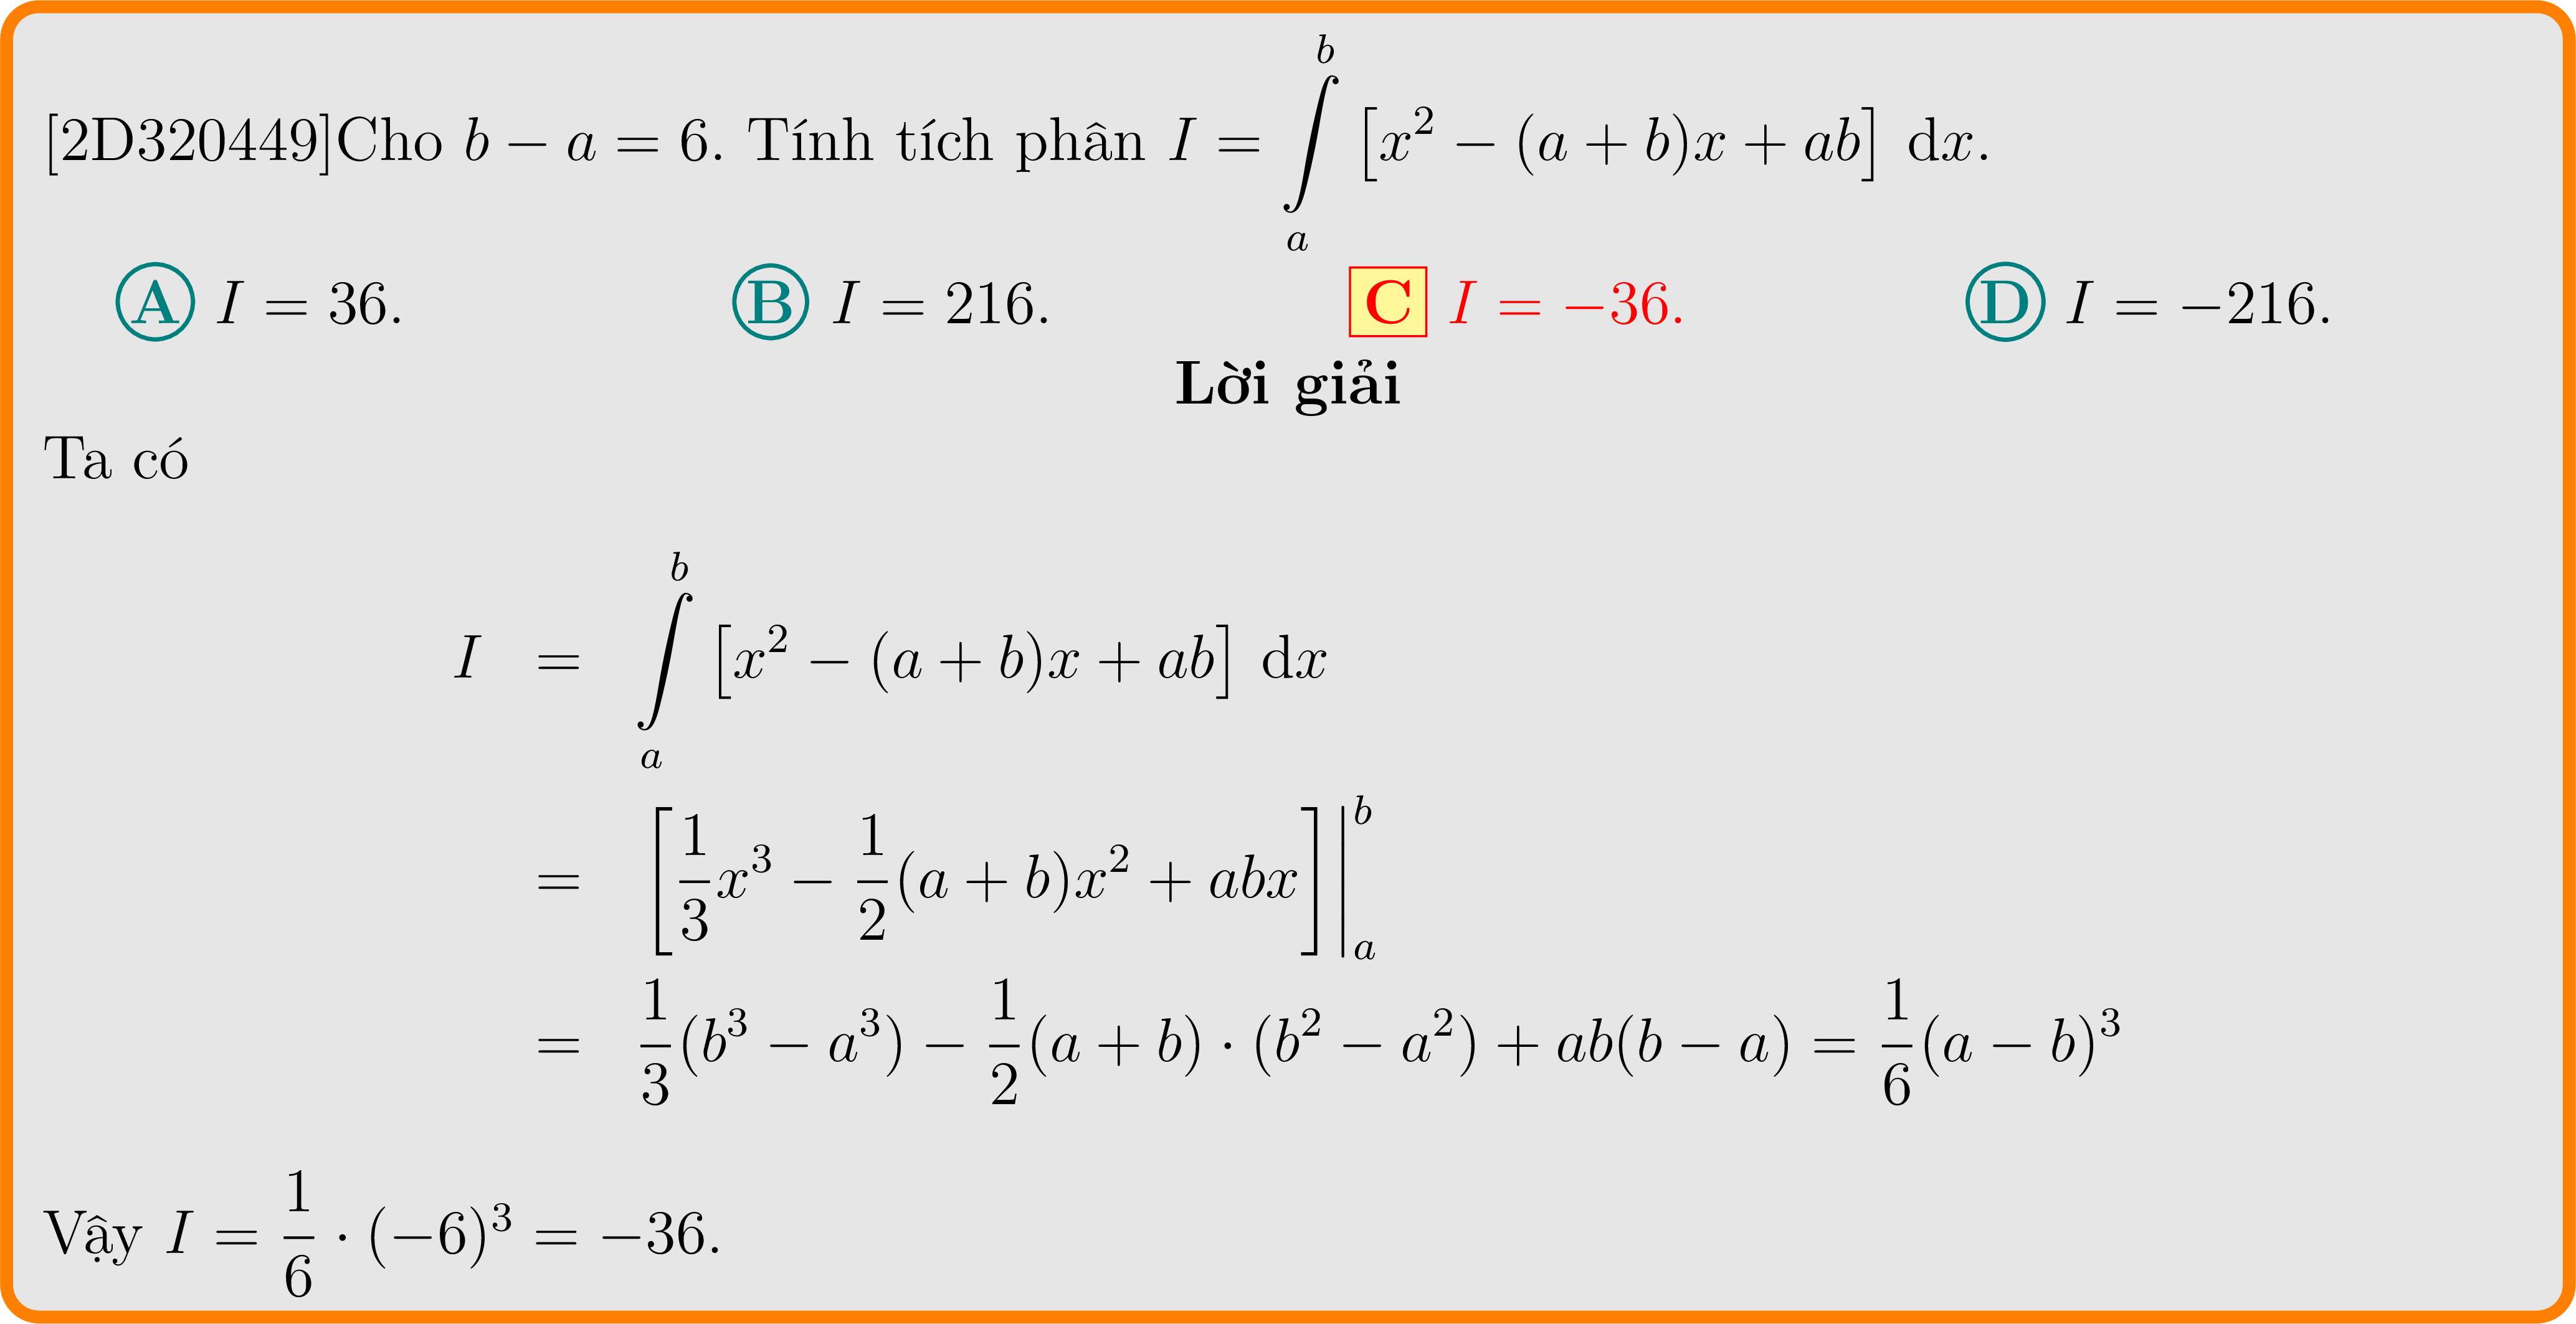 [2D320449]Cho $b - a = 6$. Tính tích phân $I = \int\limits_a^b \left[x^2 - (a + b)x + ab\right] \mathrm{d}x$.
Ⓐ $I = 36$. Ⓑ $I = 216$. C $I = -36$. Ⓓ $I = -216$.
Lời giải
Ta có
$I = \int\limits_a^b \left[x^2 - (a + b)x + ab\right] \mathrm{d}x$
$= \left[\frac{1}{3}x^3 - \frac{1}{2}(a + b)x^2 + abx\right]\Big|_a^b$
$= \frac{1}{3}(b^3 - a^3) - \frac{1}{2}(a + b) \cdot (b^2 - a^2) + ab(b - a) = \frac{1}{6}(a - b)^3$
Vậy $I = \frac{1}{6} \cdot (-6)^3 = -36$.